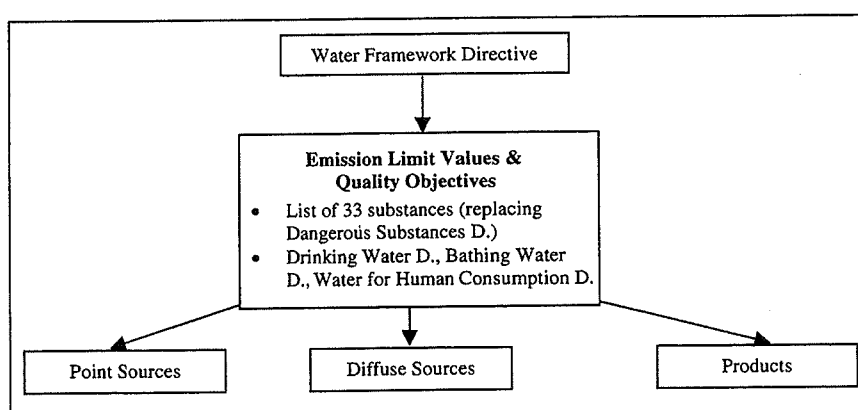 Water Framework Directive
Emission Limit Values &
Quality Objectives
• List of 33 substances (replacing
Dangerous Substances D.)
• Drinking Water D., Bathing Water
D., Water for Human Consumption D.
Point Sources
Diffuse Sources
Products